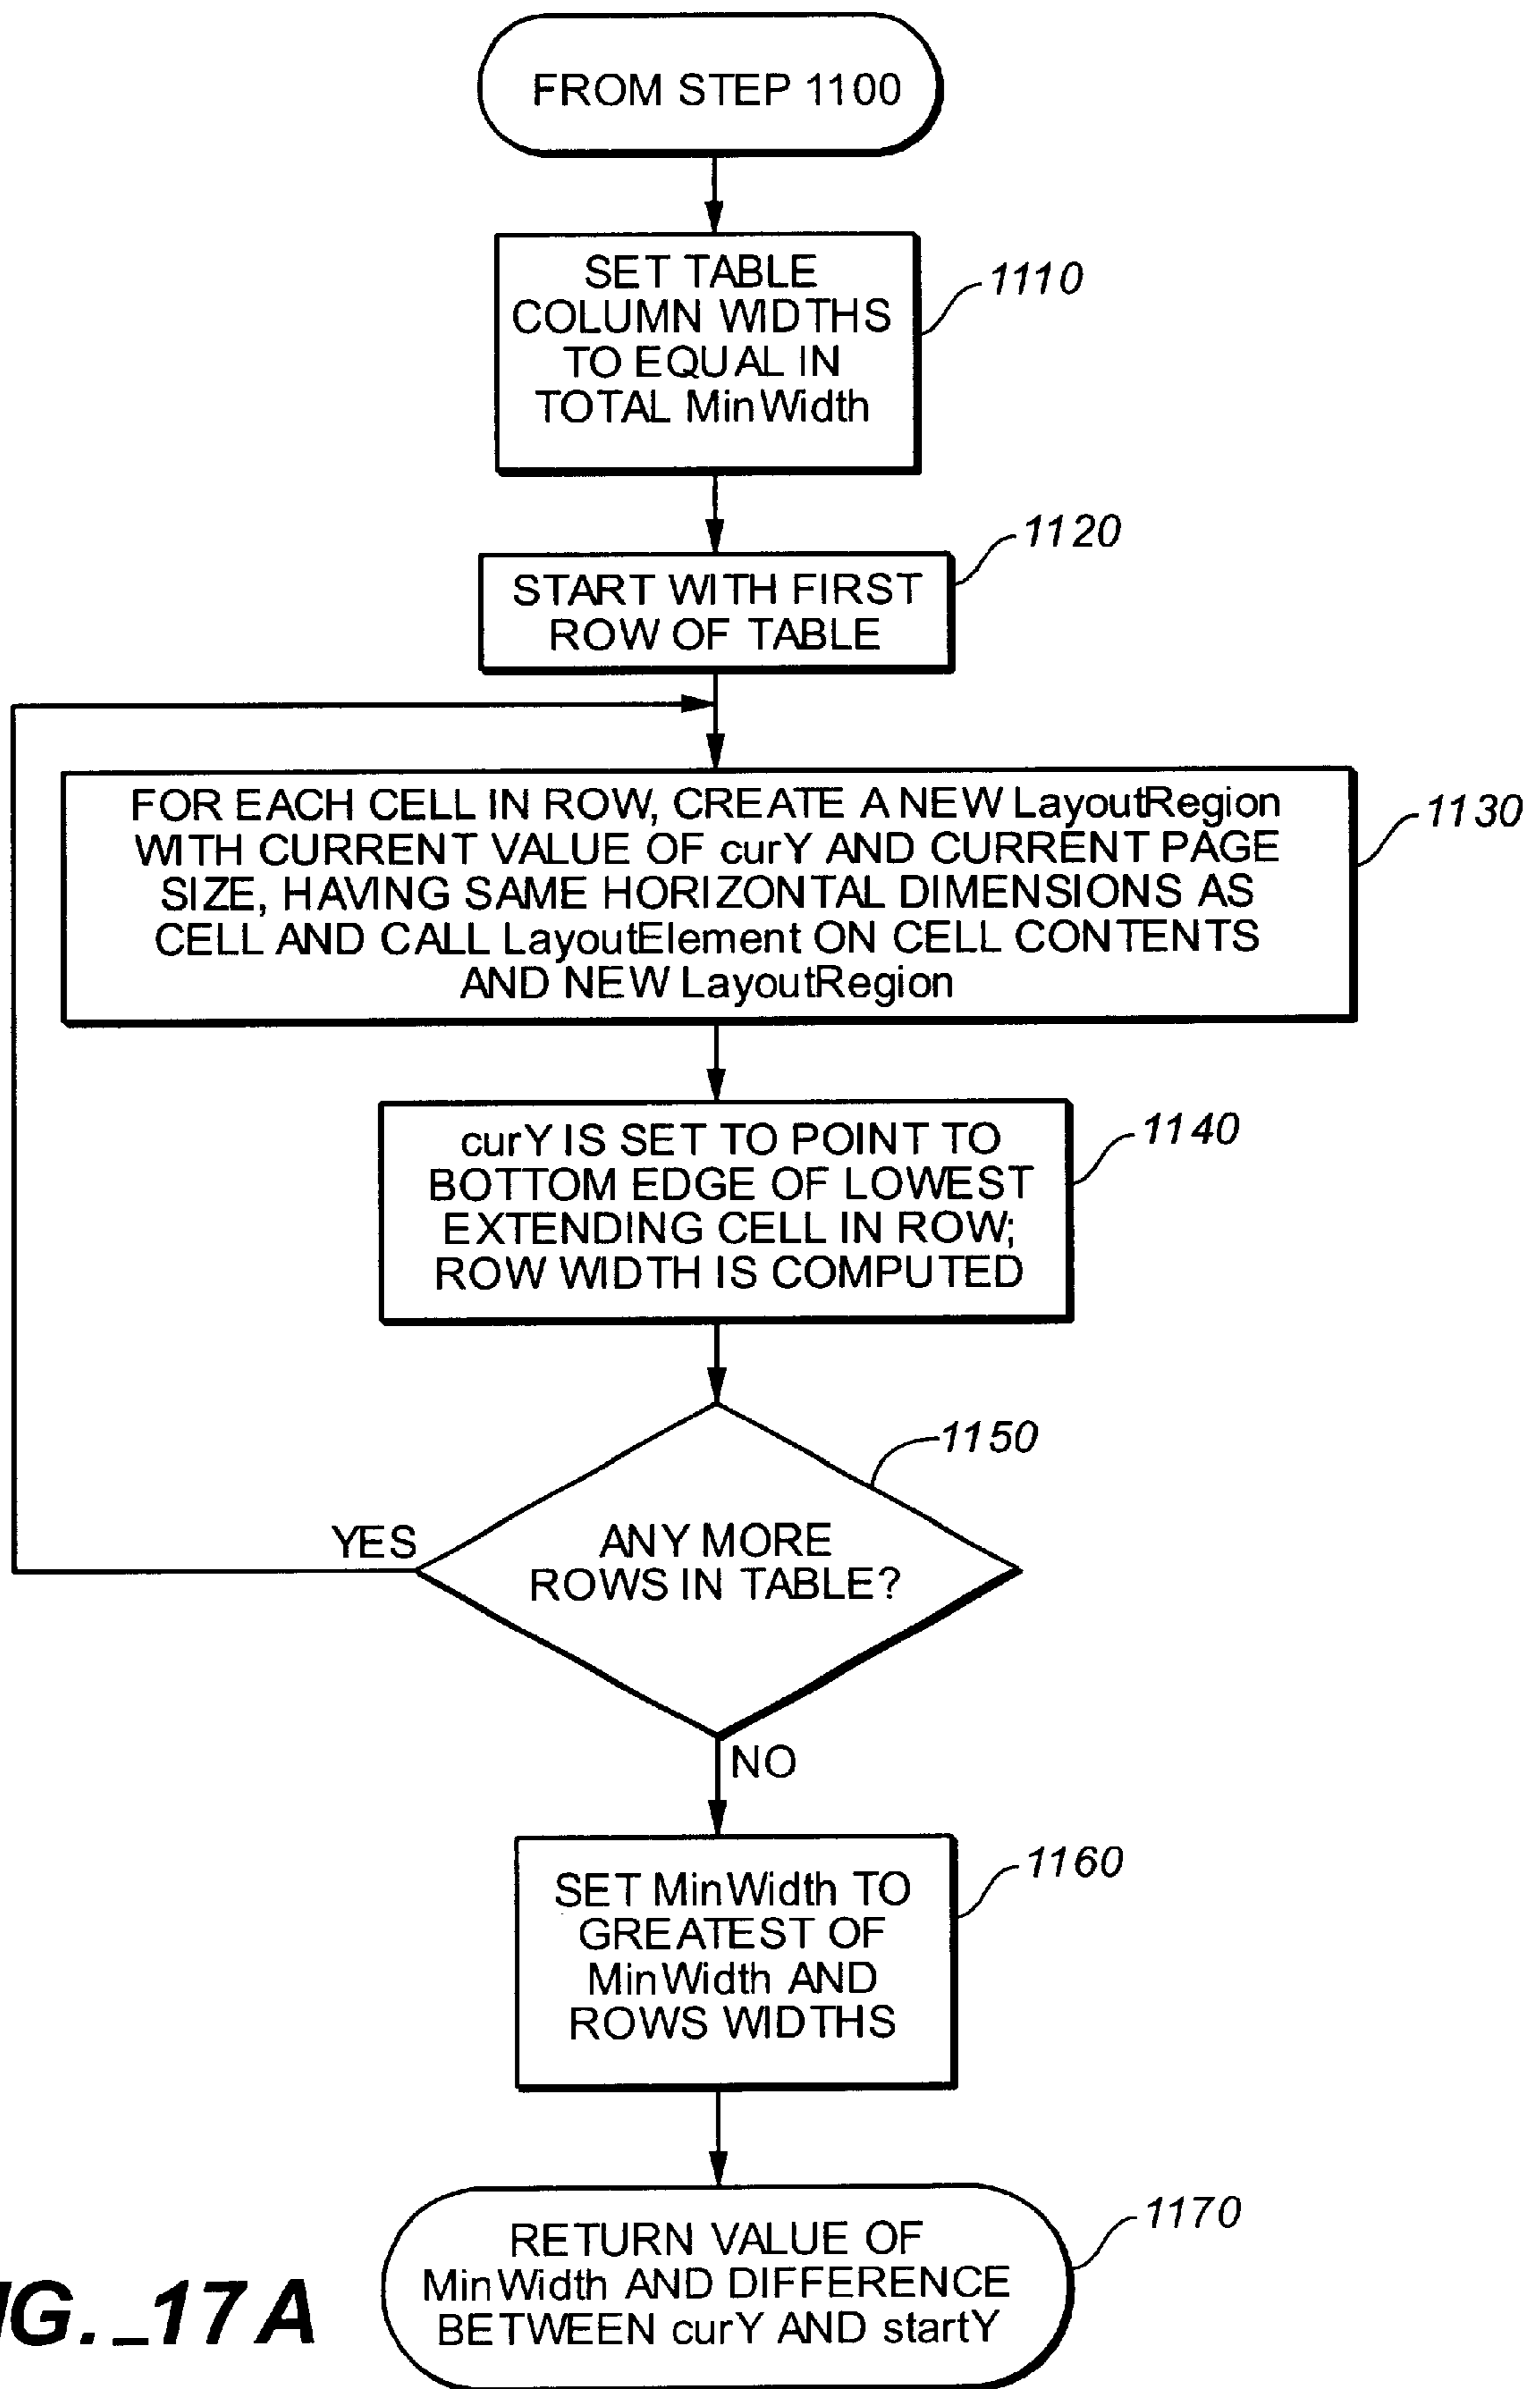 FROM STEP 1100
SET TABLE
COLUMN WIDTHS
TO EQUAL IN
TOTAL MinWidth
1110
1120
START WITH FIRST
ROW OF TABLE
FOR EACH CELL IN ROW, CREATE A NEW LayoutRegion
WITH CURRENT VALUE OF curY AND CURRENT PAGE
SIZE, HAVING SAME HORIZONTAL DIMENSIONS AS
CELL AND CALL LayoutElement ON CELL CONTENTS
AND NEW LayoutRegion
1130
curY IS SET TO POINT TO
BOTTOM EDGE OF LOWEST
EXTENDING CELL IN ROW;
ROW WIDTH IS COMPUTED
1140
1150
YES
ANY MORE
ROWS IN TABLE?
NO
SET MinWidth TO
GREATEST OF
MinWidth AND
ROWS WIDTHS
1160
RETURN VALUE OF
MinWidth AND DIFFERENCE
BETWEEN curY AND startY
1170
IG._17A